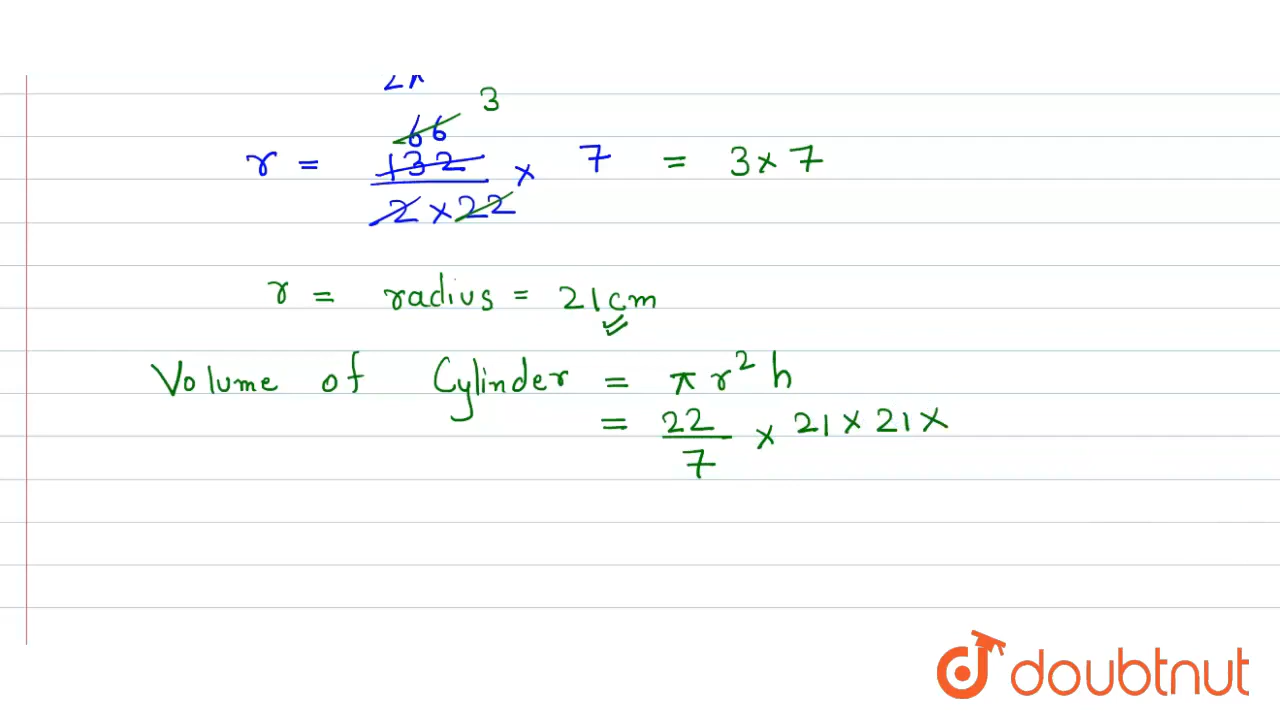 2π
3
66
r = 132 × 7 = 3 × 7
2 × 22
r = radius = 21 cm
Volume of Cylinder = π r² h
= 22/7 × 21 × 21 ×
doubtnut